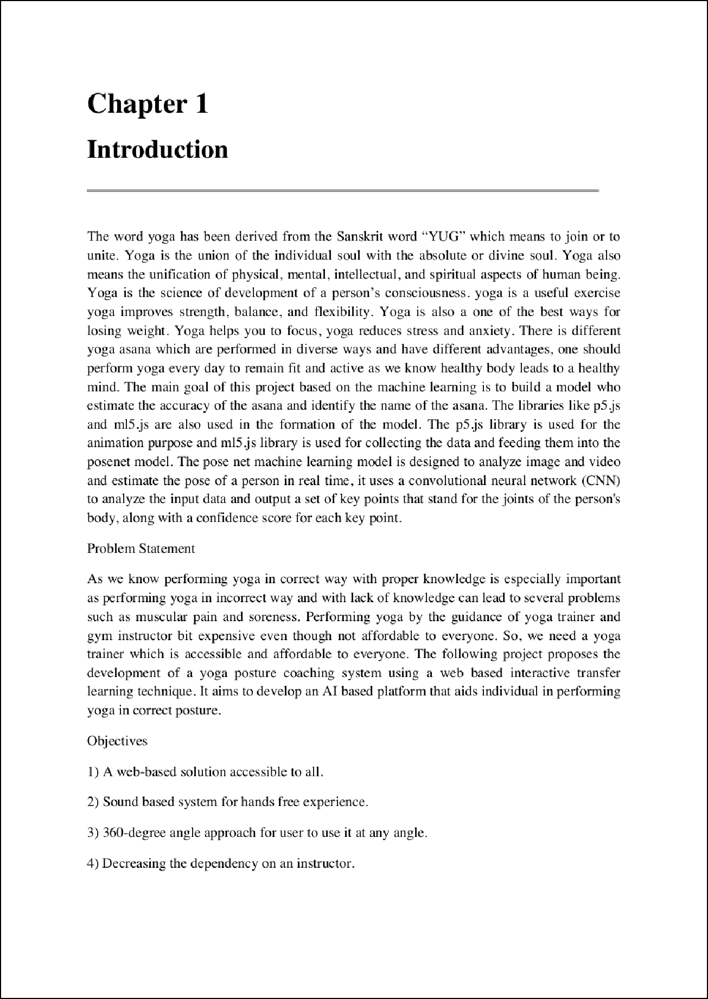 Chapter 1
Introduction
The word yoga has been derived from the Sanskrit word “YUG” which means to join or to
unite. Yoga is the union of the individual soul with the absolute or divine soul. Yoga also
means the unification of physical, mental, intellectual, and spiritual aspects of human being.
Yoga is the science of development of a person’s consciousness. yoga is a useful exercise
yoga improves strength, balance, and flexibility. Yoga is also a one of the best ways for
losing weight. Yoga helps you to focus, yoga reduces stress and anxiety. There is different
yoga asana which are performed in diverse ways and have different advantages, one should
perform yoga every day to remain fit and active as we know healthy body leads to a healthy
mind. The main goal of this project based on the machine learning is to build a model who
estimate the accuracy of the asana and identify the name of the asana. The libraries like p5.js
and ml5.js are also used in the formation of the model. The p5.js library is used for the
animation purpose and ml5.js library is used for collecting the data and feeding them into the
posenet model. The pose net machine learning model is designed to analyze image and video
and estimate the pose of a person in real time, it uses a convolutional neural network (CNN)
to analyze the input data and output a set of key points that stand for the joints of the person's
body, along with a confidence score for each key point.
Problem Statement
As we know performing yoga in correct way with proper knowledge is especially important
as performing yoga in incorrect way and with lack of knowledge can lead to several problems
such as muscular pain and soreness. Performing yoga by the guidance of yoga trainer and
gym instructor bit expensive even though not affordable to everyone. So, we need a yoga
trainer which is accessible and affordable to everyone. The following project proposes the
development of a yoga posture coaching system using a web based interactive transfer
learning technique. It aims to develop an AI based platform that aids individual in performing
yoga in correct posture.
Objectives
1) A web-based solution accessible to all.
2) Sound based system for hands free experience.
3) 360-degree angle approach for user to use it at any angle.
4) Decreasing the dependency on an instructor.